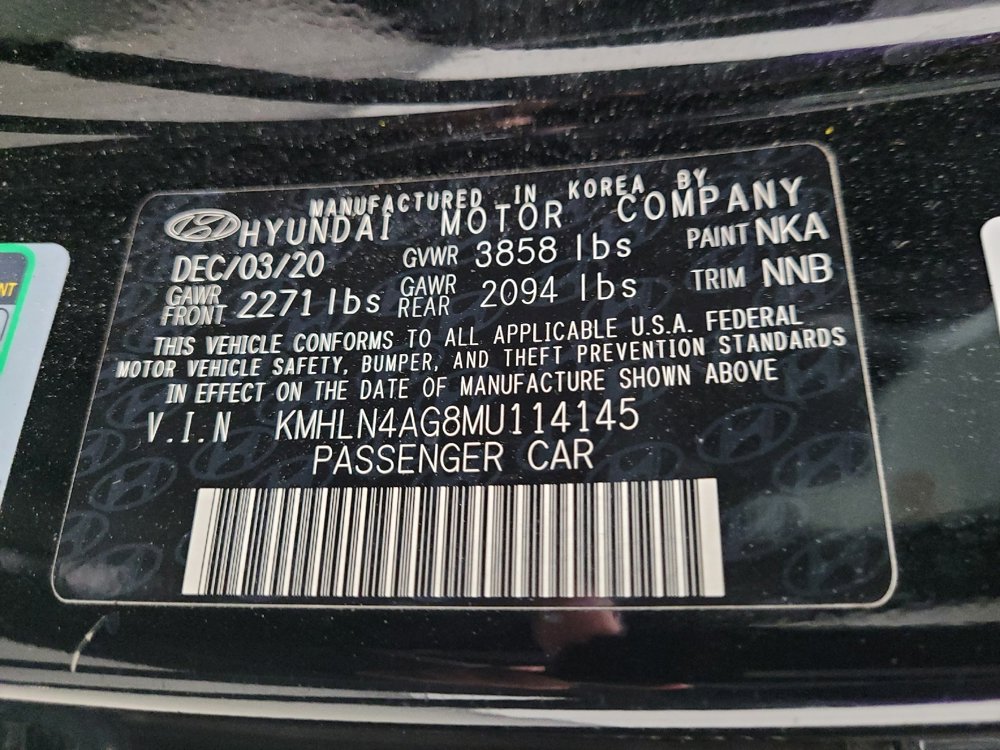 MANUFACTURED IN KOREA BY
HYUNDAI MOTOR COMPANY
DEC/03/20 GVWR 3858 lbs PAINT NKA
GAWR FRONT 2271 lbs GAWR REAR 2094 lbs TRIM NNB
THIS VEHICLE CONFORMS TO ALL APPLICABLE U.S.A. FEDERAL
MOTOR VEHICLE SAFETY, BUMPER, AND THEFT PREVENTION STANDARDS
IN EFFECT ON THE DATE OF MANUFACTURE SHOWN ABOVE
V.I.N KMHLN4AG8MU114145
PASSENGER CAR